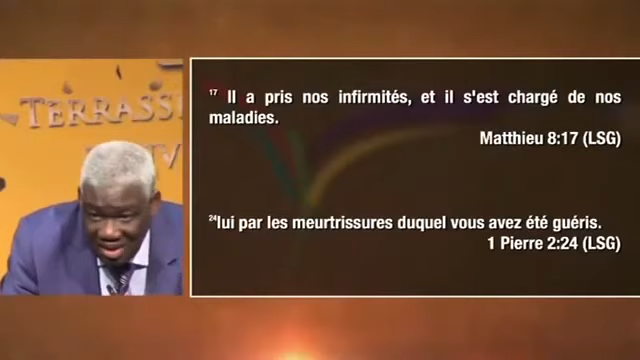 TERRASS
17 Il a pris nos infirmités, et il s'est chargé de nos
maladies.
Matthieu 8:17 (LSG)
24lui par les meurtrissures duquel vous avez été guéris.
1 Pierre 2:24 (LSG)